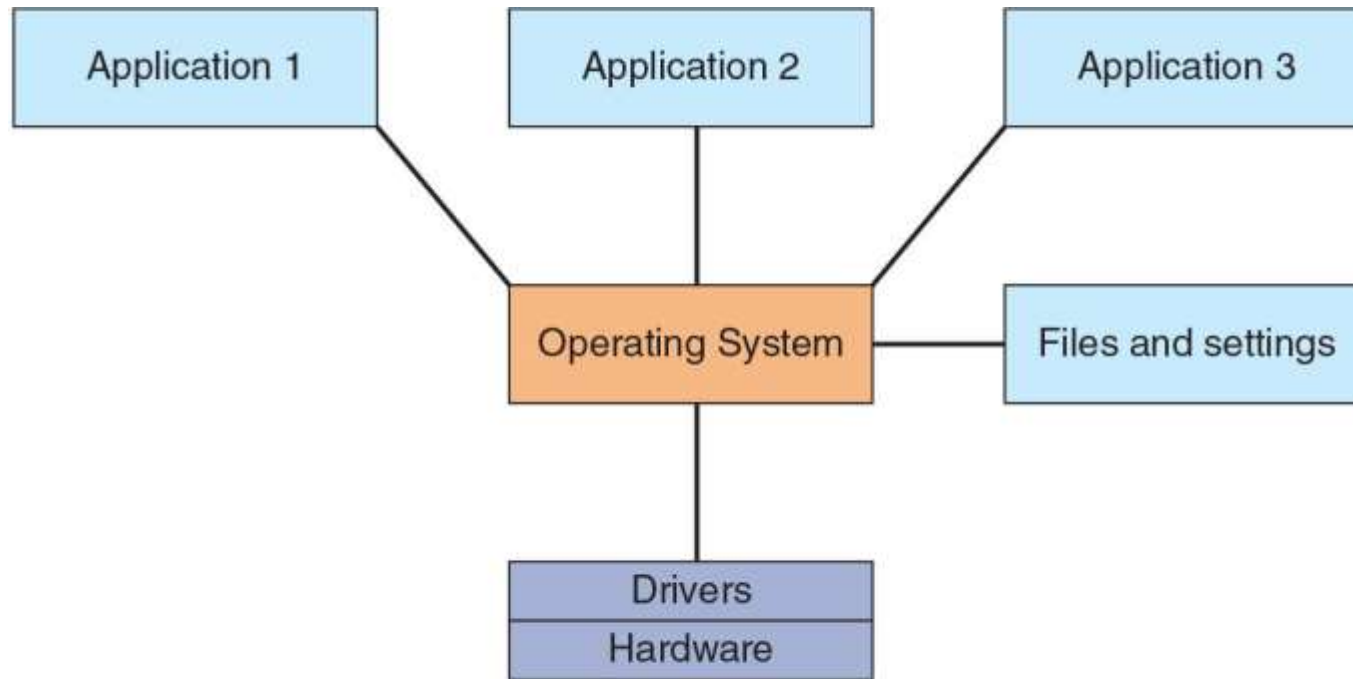 Application 1
Application 2
Application 3
Operating System
Files and settings
Drivers
Hardware